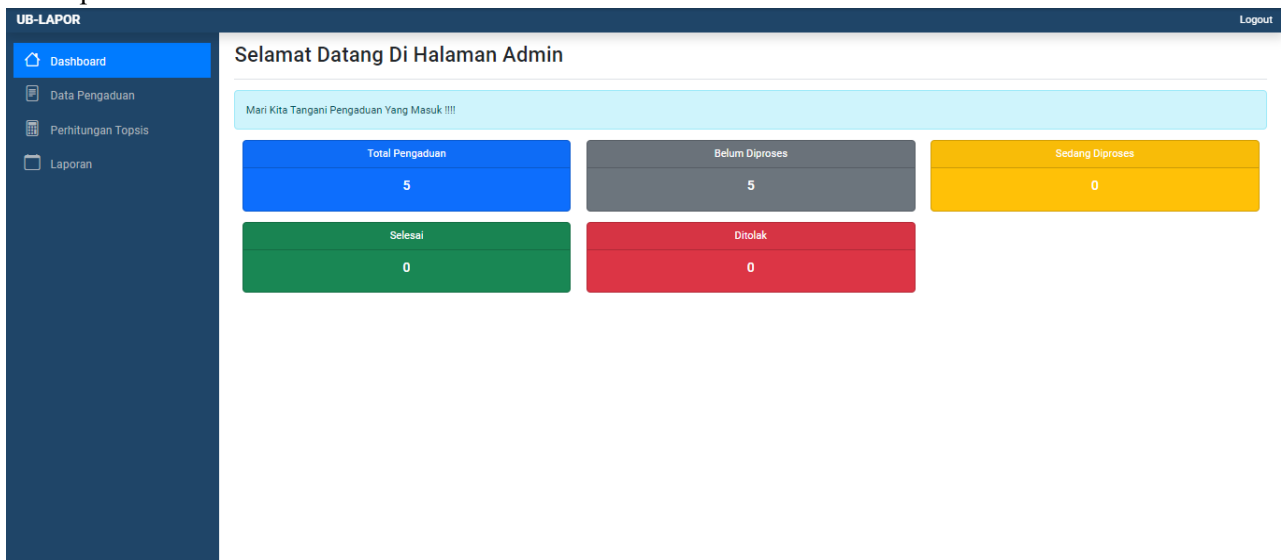 UB-LAPOR
Logout
Dashboard
Data Pengaduan
Perhitungan Topsis
Laporan
Selamat Datang Di Halaman Admin
Mari Kita Tangani Pengaduan Yang Masuk !!!!
Total Pengaduan
5
Belum Diproses
5
Sedang Diproses
0
Selesai
0
Ditolak
0